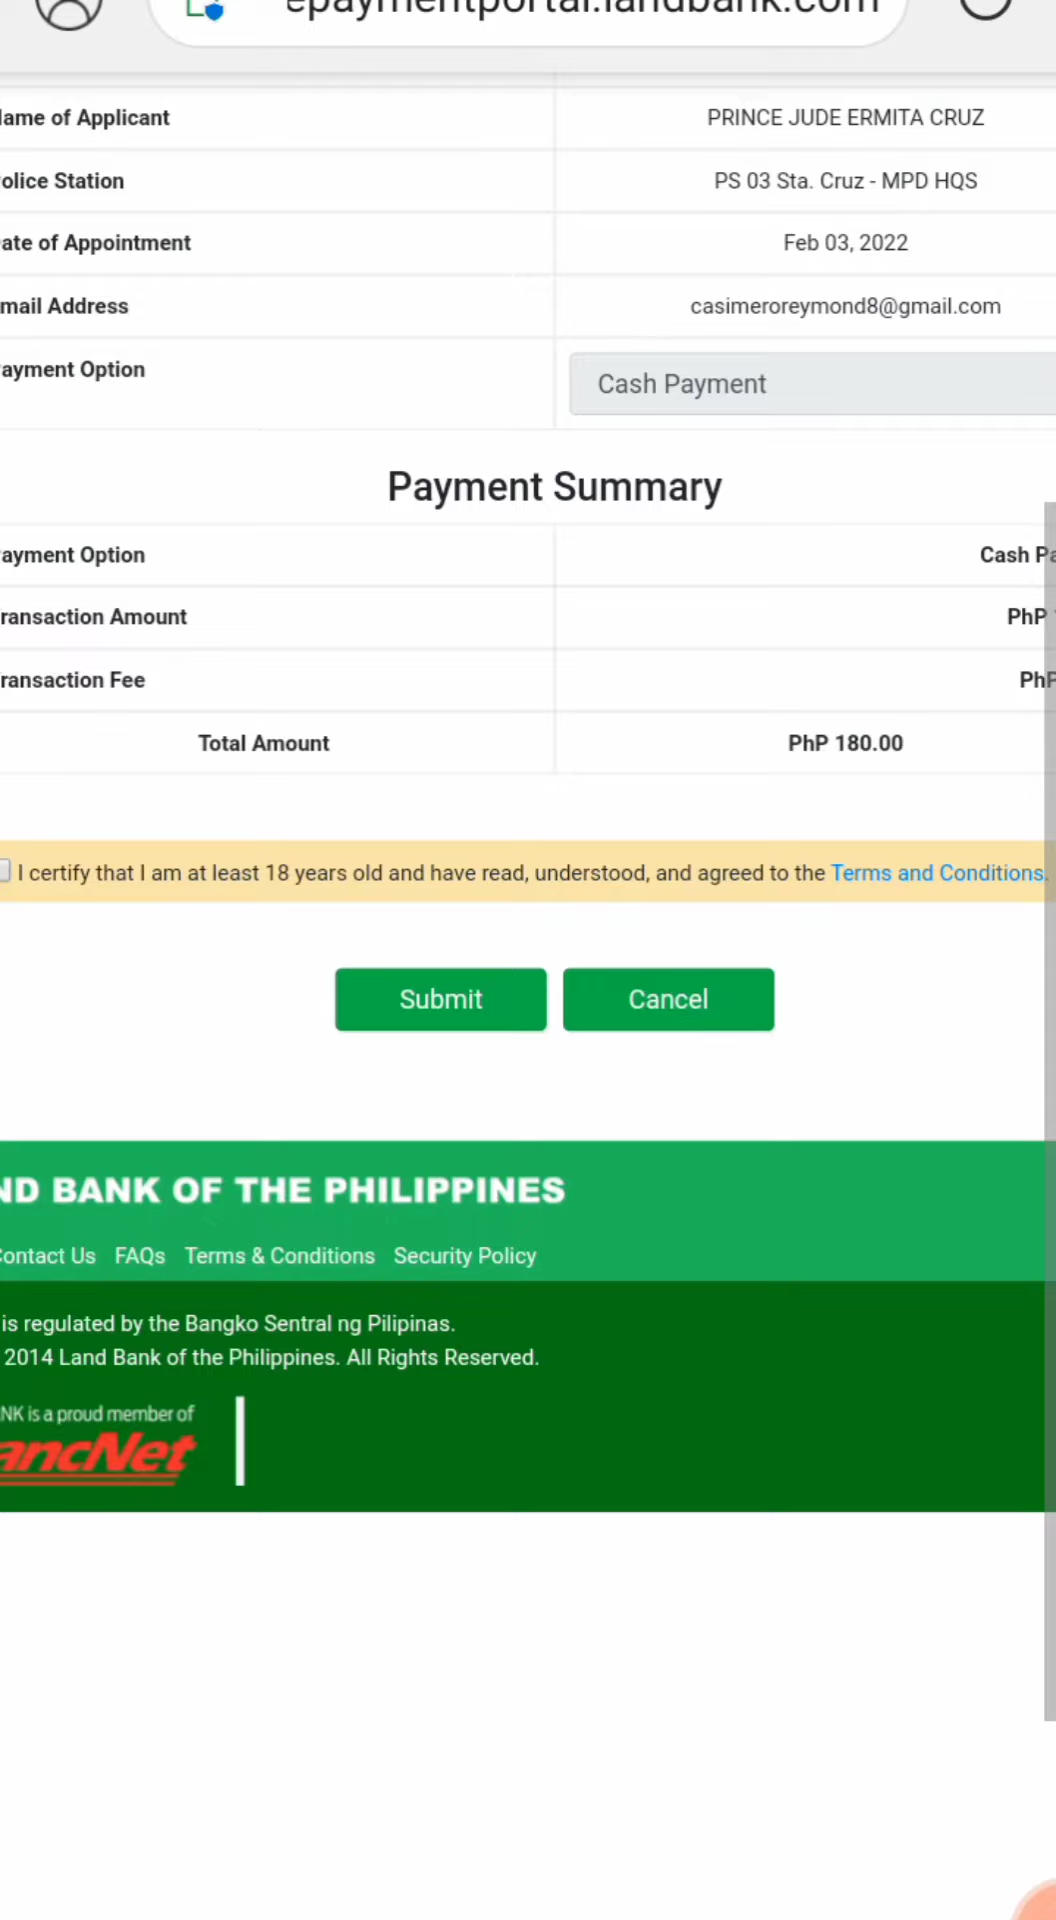 epaymentportal.landbank.com
ame of Applicant PRINCE JUDE ERMITA CRUZ
olice Station PS 03 Sta. Cruz - MPD HQS
ate of Appointment Feb 03, 2022
mail Address casimeroreymond8@gmail.com
ayment Option Cash Payment
Payment Summary
ayment Option Cash Pa
ransaction Amount PhP
ransaction Fee PhP
Total Amount PhP 180.00
I certify that I am at least 18 years old and have read, understood, and agreed to the Terms and Conditions.
Submit Cancel
ND BANK OF THE PHILIPPINES
Contact Us FAQs Terms & Conditions Security Policy
is regulated by the Bangko Sentral ng Pilipinas.
2014 Land Bank of the Philippines. All Rights Reserved.
NK is a proud member of
ancNet